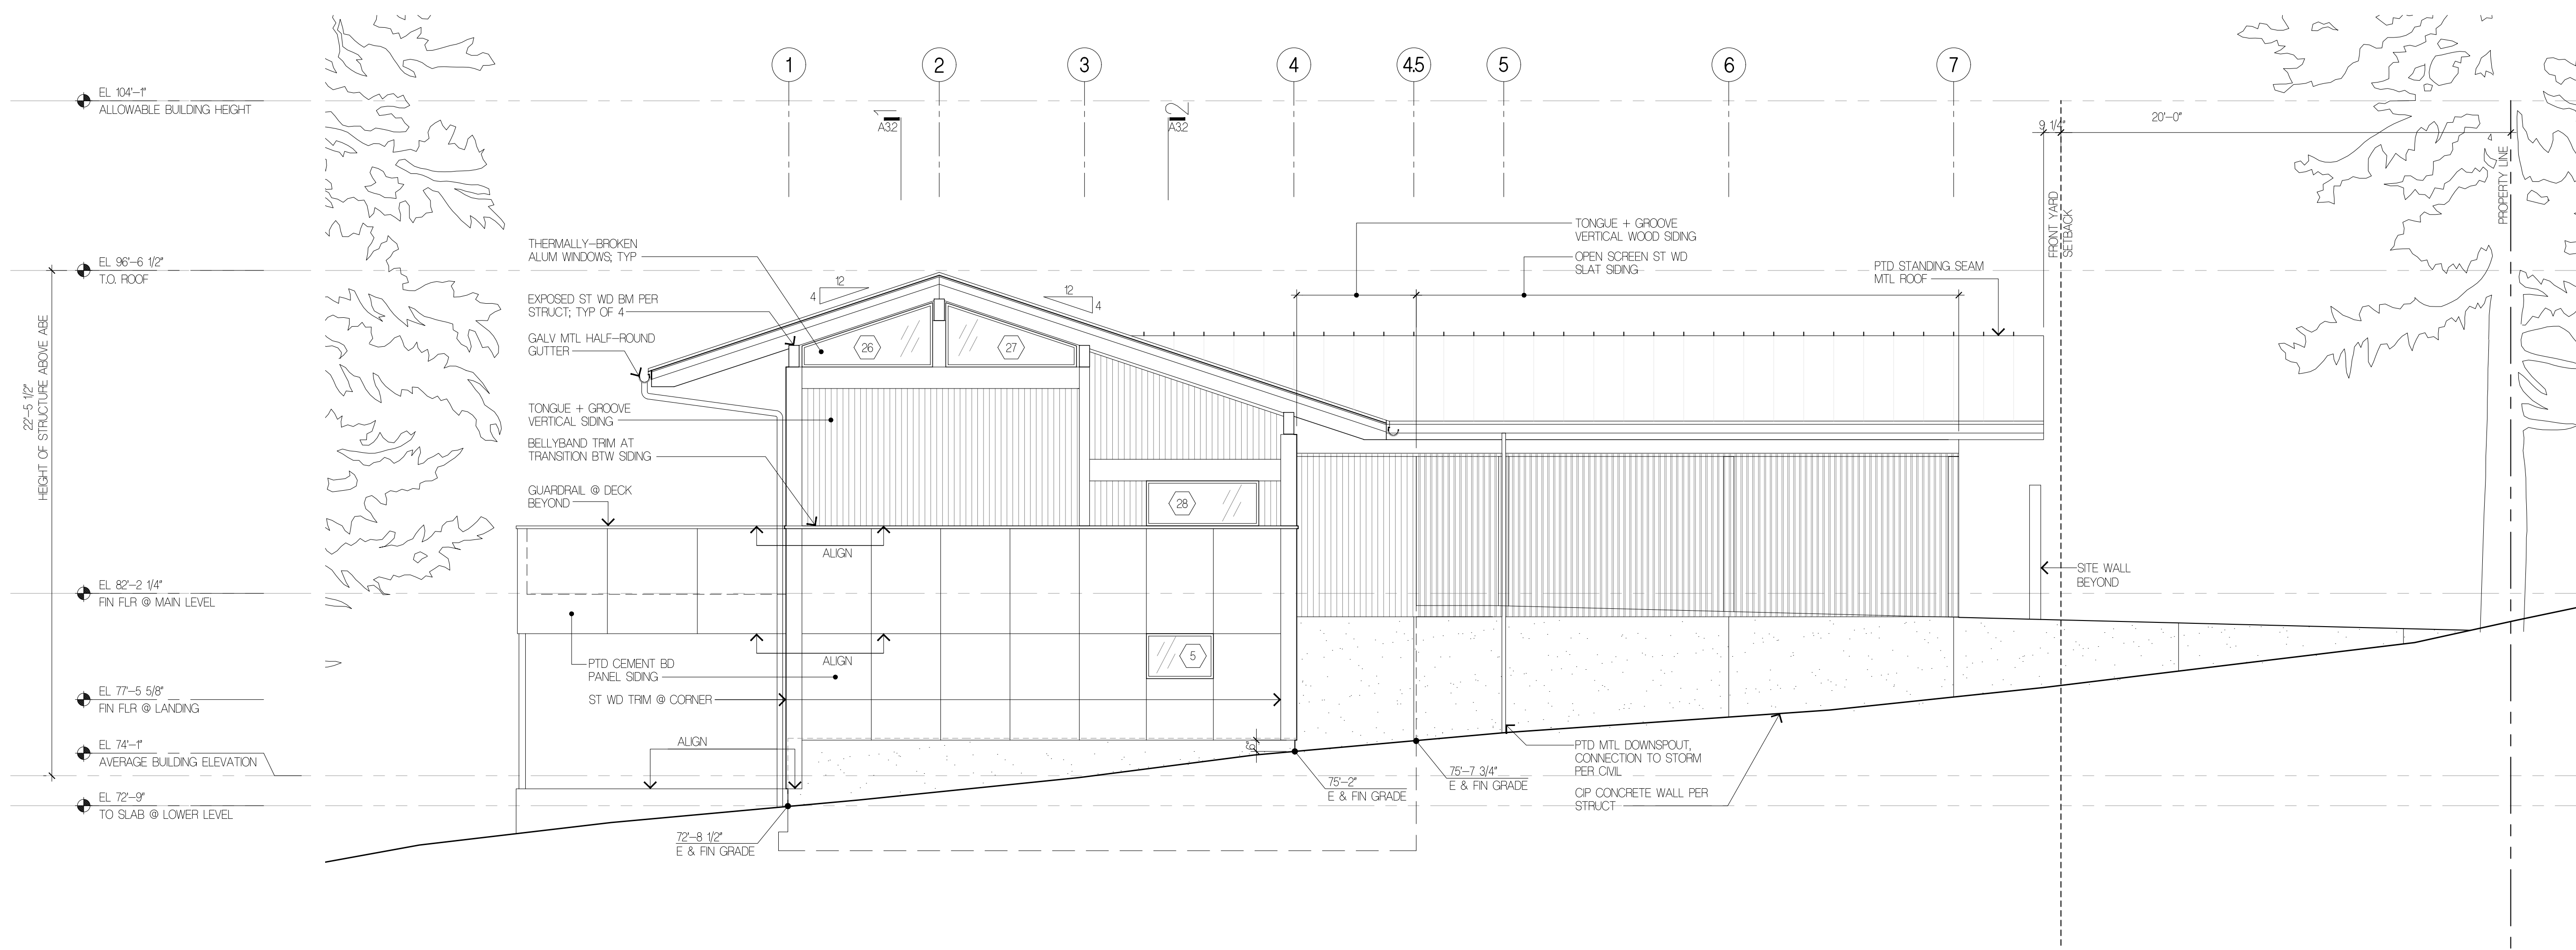 1
2
3
4
4.5
5
6
7
EL 104'-1"
ALLOWABLE BUILDING HEIGHT
1
A3.2
2
A3.2
9 1/4"
20'-0"
4
PROPERTY LINE
FRONT YARD
SETBACK
TONGUE + GROOVE
VERTICAL WOOD SIDING
OPEN SCREEN ST WD
SLAT SIDING
PTD STANDING SEAM
MTL ROOF
THERMALLY-BROKEN
ALUM WINDOWS; TYP
EL 96'-6 1/2"
T.O. ROOF
12
4
12
4
EXPOSED ST WD BM PER
STRUCT; TYP OF 4
GALV MTL HALF-ROUND
GUTTER
26
27
22'-5 1/2"
HEIGHT OF STRUCTURE ABOVE ABE
TONGUE + GROOVE
VERTICAL SIDING
BELLYBAND TRIM AT
TRANSITION BTW SIDING
GUARDRAIL @ DECK
BEYOND
28
ALIGN
EL 82'-2 1/4"
FIN FLR @ MAIN LEVEL
SITE WALL
BEYOND
ALIGN
5
PTD CEMENT BD
PANEL SIDING
ST WD TRIM @ CORNER
EL 77'-5 5/8"
FIN FLR @ LANDING
ALIGN
6"
EL 74'-1"
AVERAGE BUILDING ELEVATION
PTD MTL DOWNSPOUT,
CONNECTION TO STORM
PER CIVIL
75'-2"
E & FIN GRADE
75'-7 3/4"
E & FIN GRADE
CIP CONCRETE WALL PER
STRUCT
EL 72'-9"
TO SLAB @ LOWER LEVEL
72'-8 1/2"
E & FIN GRADE